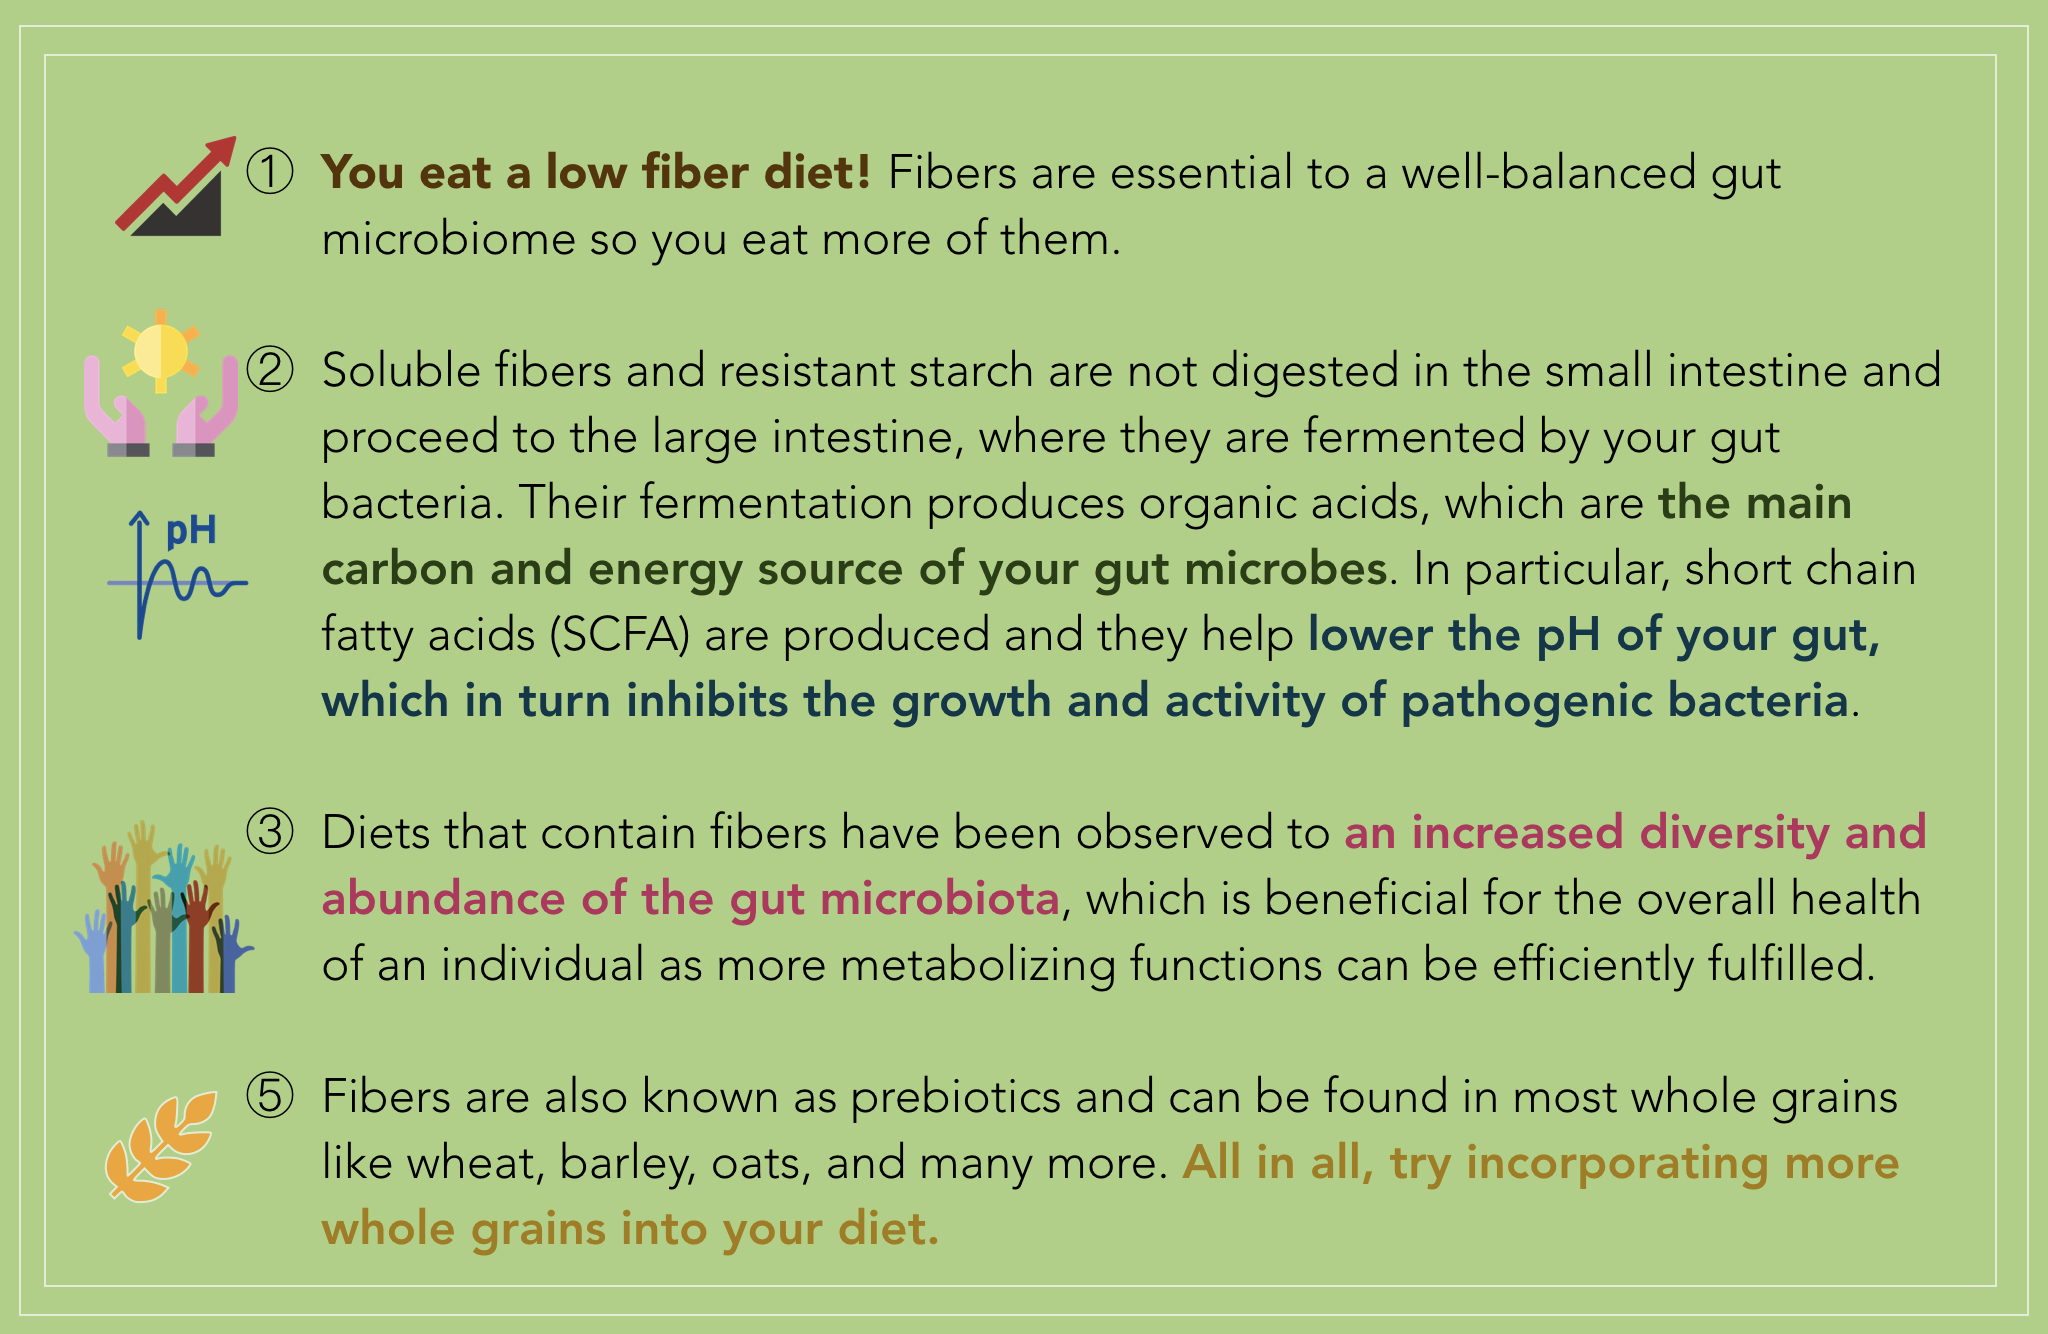 ① You eat a low fiber diet! Fibers are essential to a well-balanced gut
microbiome so you eat more of them.
② Soluble fibers and resistant starch are not digested in the small intestine and
proceed to the large intestine, where they are fermented by your gut
bacteria. Their fermentation produces organic acids, which are the main
carbon and energy source of your gut microbes. In particular, short chain
fatty acids (SCFA) are produced and they help lower the pH of your gut,
which in turn inhibits the growth and activity of pathogenic bacteria.
pH
③ Diets that contain fibers have been observed to an increased diversity and
abundance of the gut microbiota, which is beneficial for the overall health
of an individual as more metabolizing functions can be efficiently fulfilled.
⑤ Fibers are also known as prebiotics and can be found in most whole grains
like wheat, barley, oats, and many more. All in all, try incorporating more
whole grains into your diet.